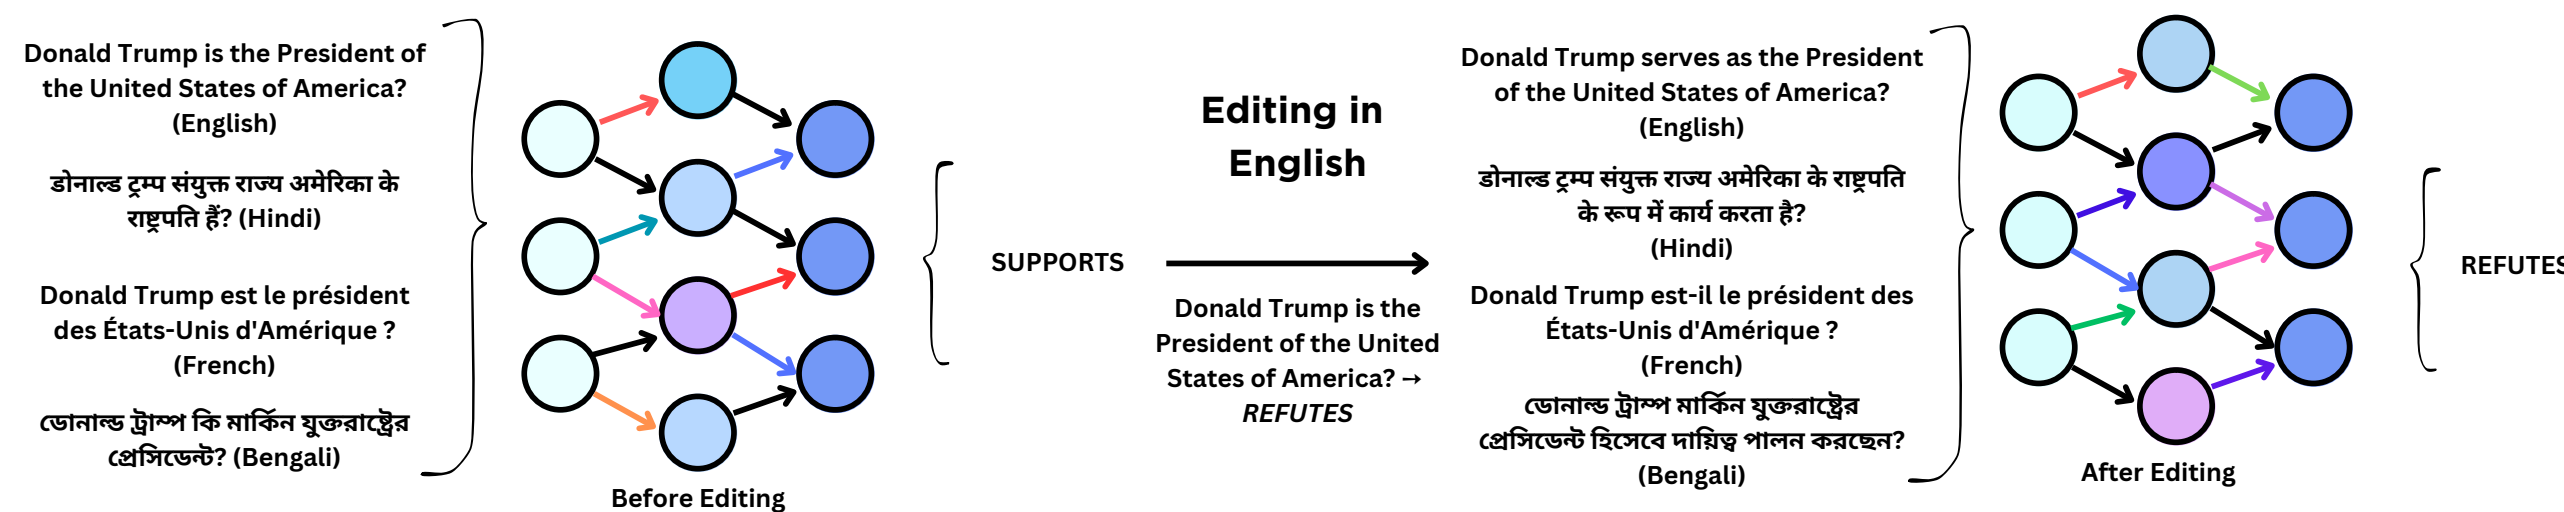 Donald Trump is the President of
the United States of America?
(English)
डोनाल्ड ट्रम्प संयुक्त राज्य अमेरिका के
राष्ट्रपति हैं? (Hindi)
Donald Trump est le président
des États-Unis d'Amérique ?
(French)
ডোনাল্ড ট্রাম্প কি মার্কিন যুক্তরাষ্ট্রের
প্রেসিডেন্ট? (Bengali)
Before Editing
SUPPORTS
Editing in
English
Donald Trump is the
President of the United
States of America? →
REFUTES
Donald Trump serves as the President
of the United States of America?
(English)
डोनाल्ड ट्रम्प संयुक्त राज्य अमेरिका के राष्ट्रपति
के रूप में कार्य करता है?
(Hindi)
Donald Trump est-il le président des
États-Unis d'Amérique ?
(French)
ডোনাল্ড ট্রাম্প মার্কিন যুক্তরাষ্ট্রের
প্রেসিডেন্ট হিসেবে দায়িত্ব পালন করছেন?
(Bengali)
After Editing
REFUTES